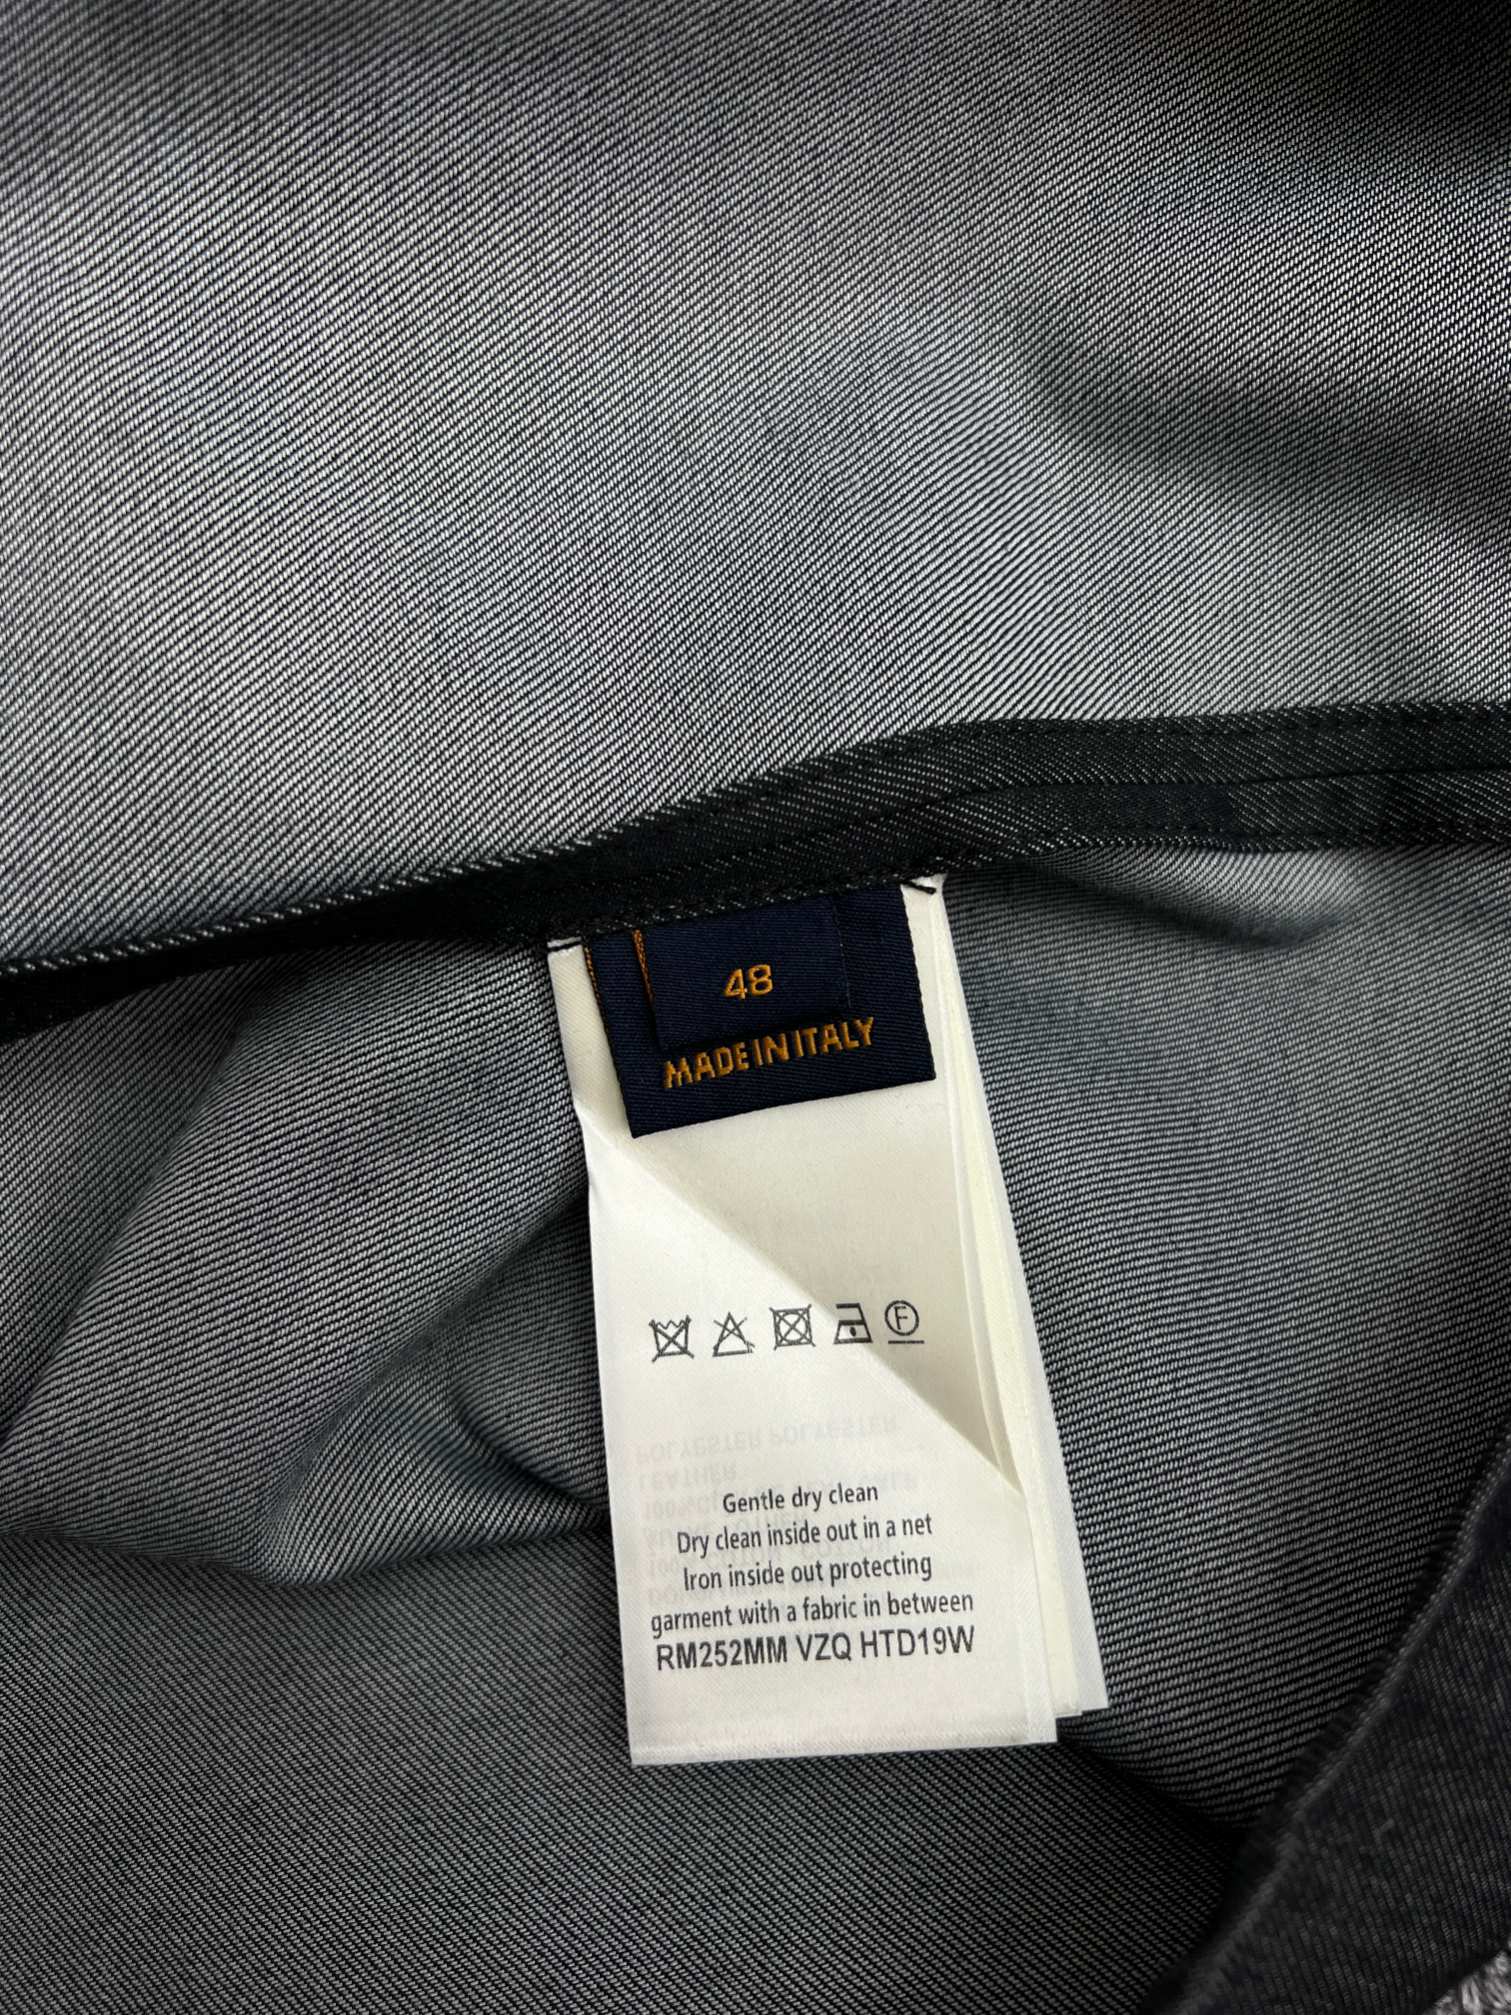 48
MADE IN ITALY
F
Gentle dry clean
Dry clean inside out in a net
Iron inside out protecting
garment with a fabric in between
RM252MM VZQ HTD19W